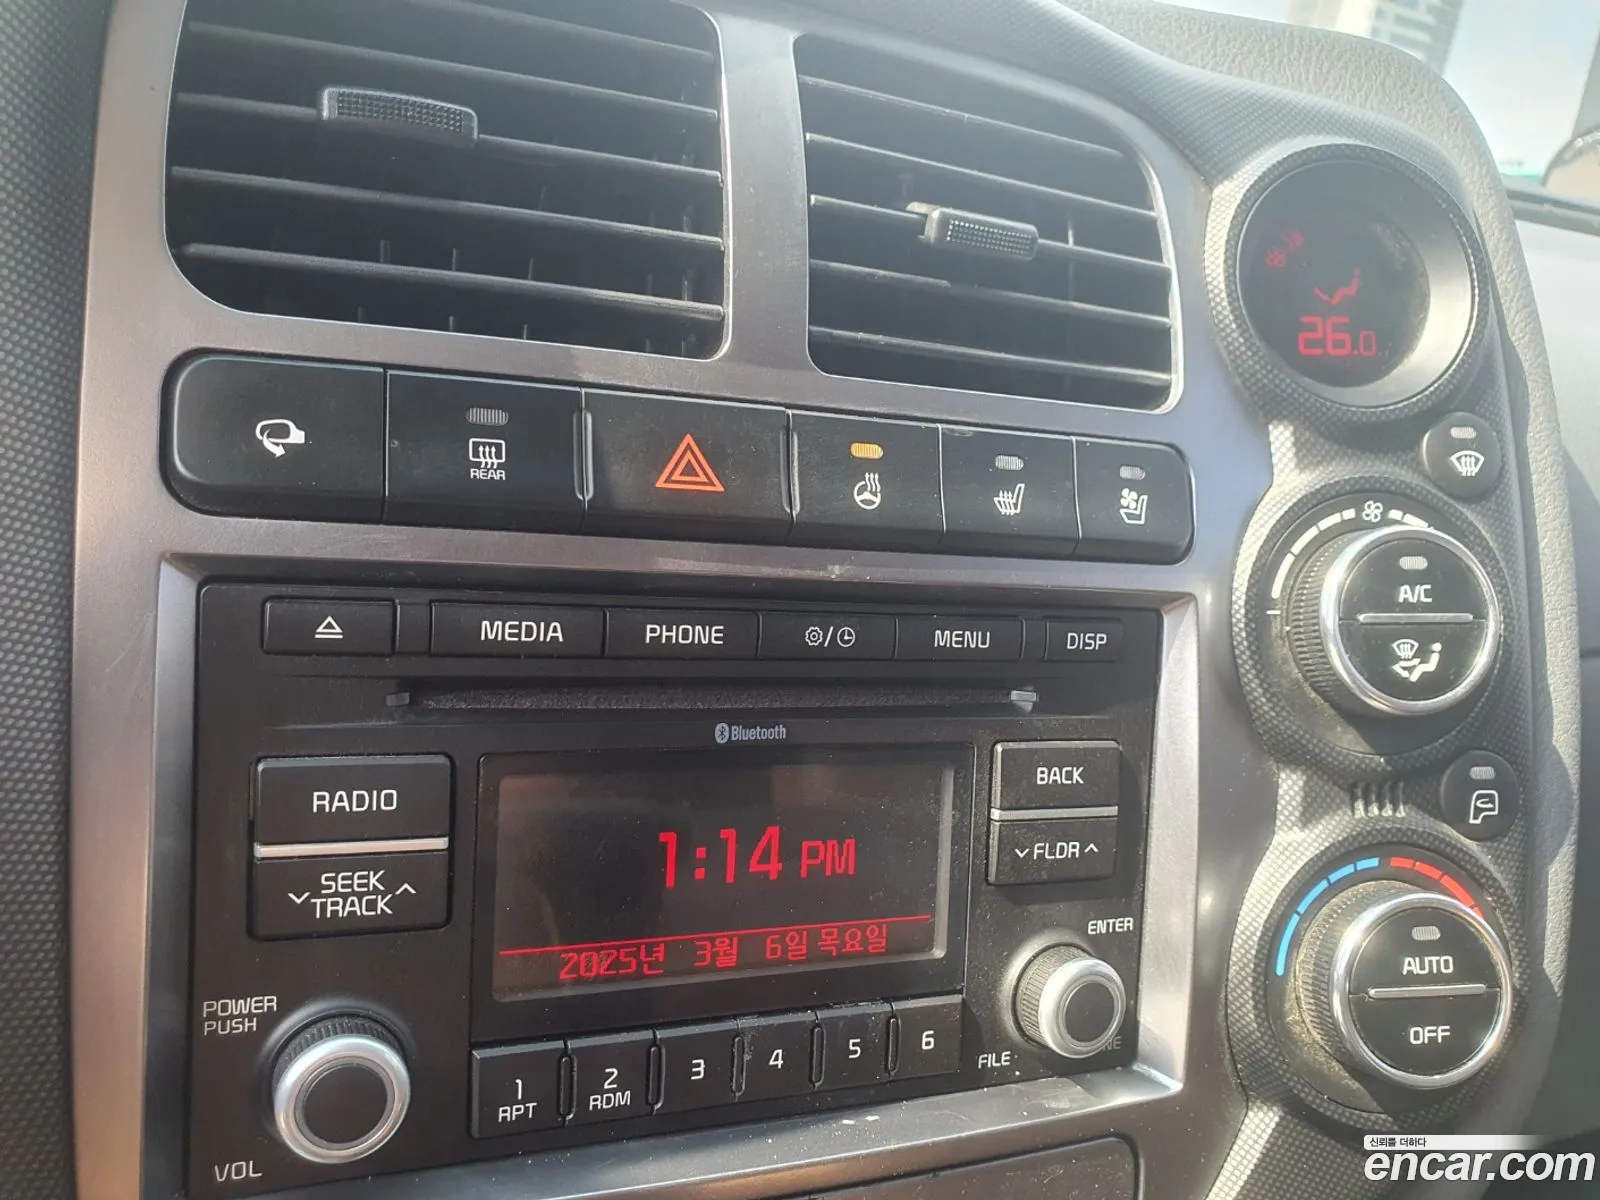 26.0
REAR
A/C
MEDIA
PHONE
MENU
DISP
Bluetooth
RADIO
SEEK
TRACK
BACK
FLDR
1:14 PM
2025년 3월 6일 목요일
AUTO
OFF
ENTER
POWER
PUSH
VOL
1
RPT
2
RDM
3
4
5
6
FILE
신뢰를 더하다
encar.com